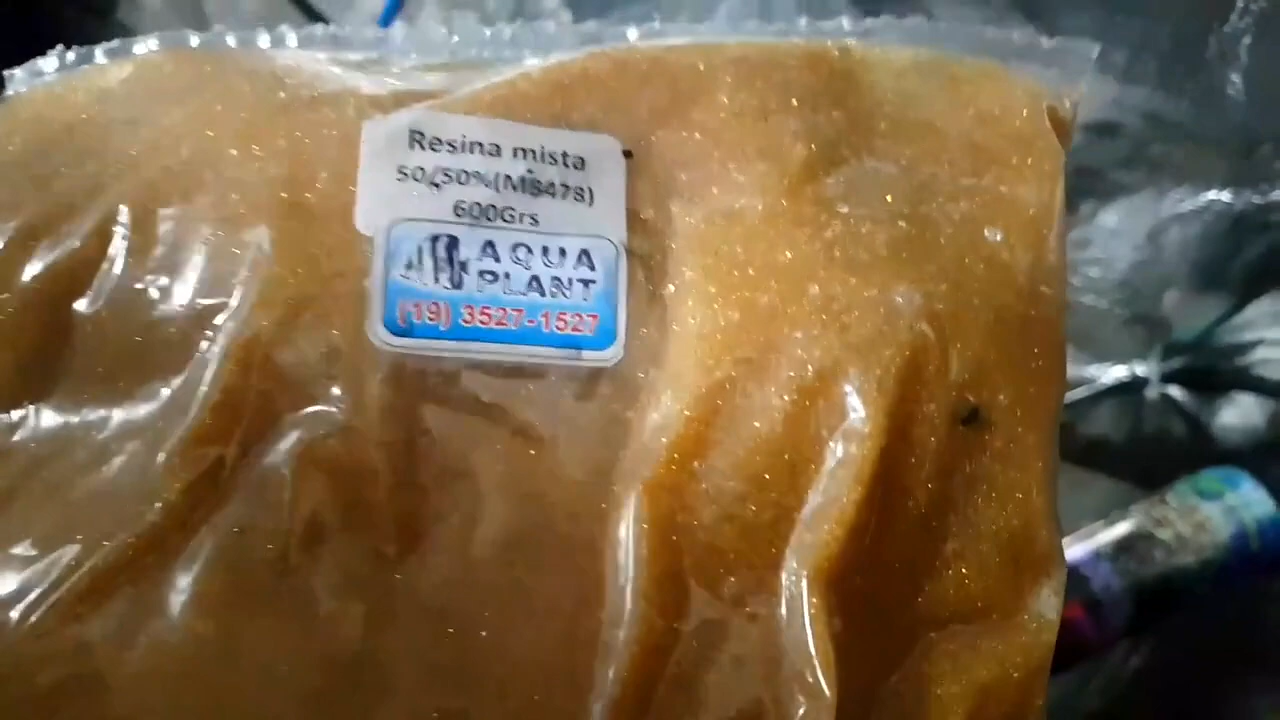 Resina mista
50/50%(MB478)
600Grs
AQUA
PLANT
(19) 3527-1527